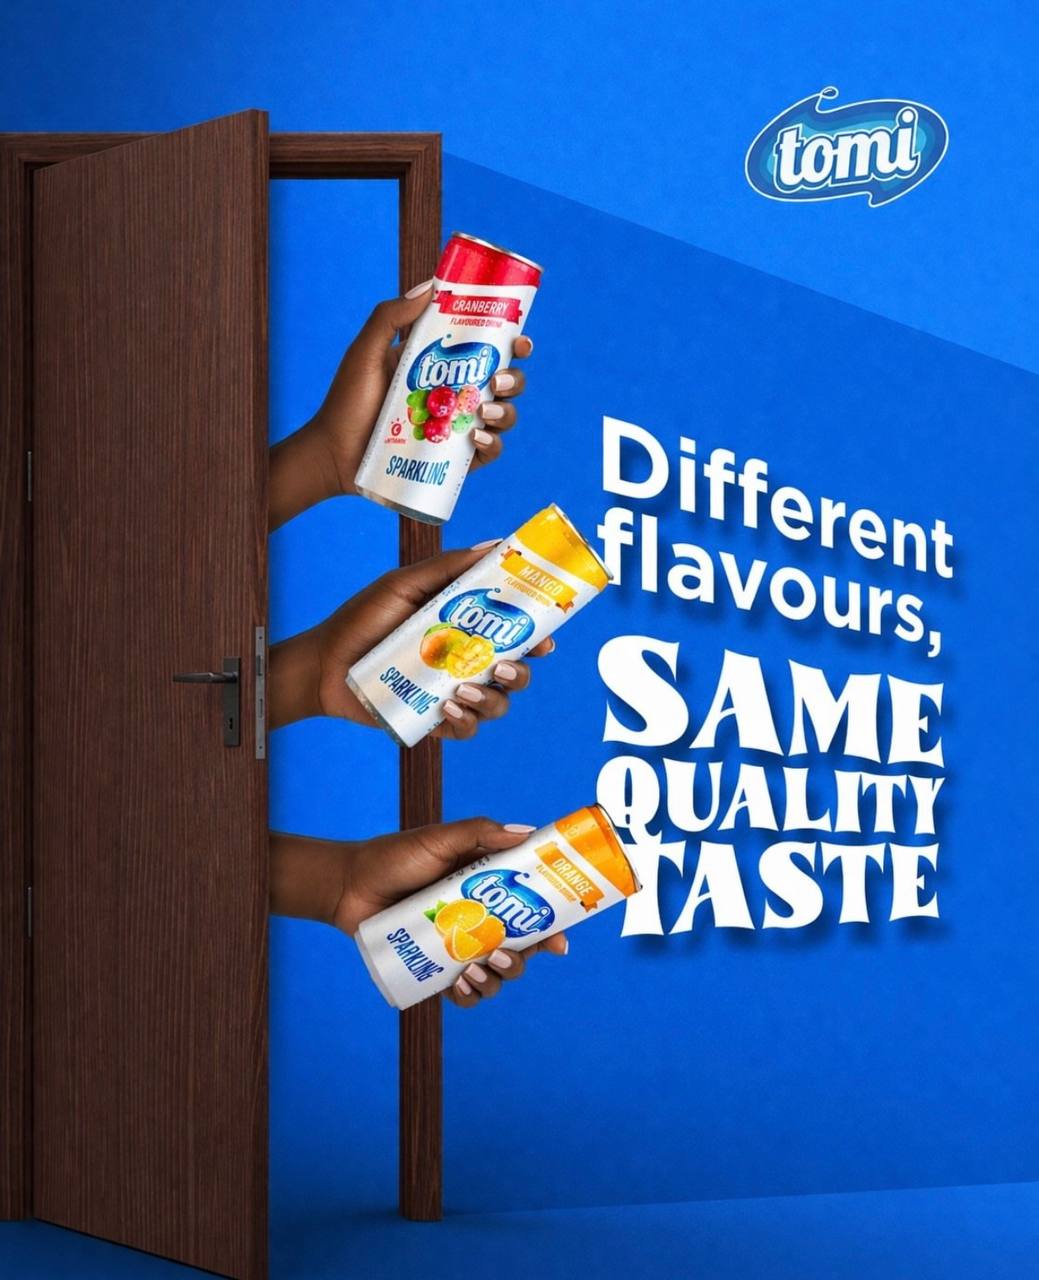 tomi
CRANBERRY
FLAVOURED DRINK
tomi
SPARKLING
MANGO
FLAVOURED DRINK
tomi
SPARKLING
ORANGE
FLAVOURED DRINK
tomi
SPARKLING
Different
flavours,
SAME
QUALITY
TASTE